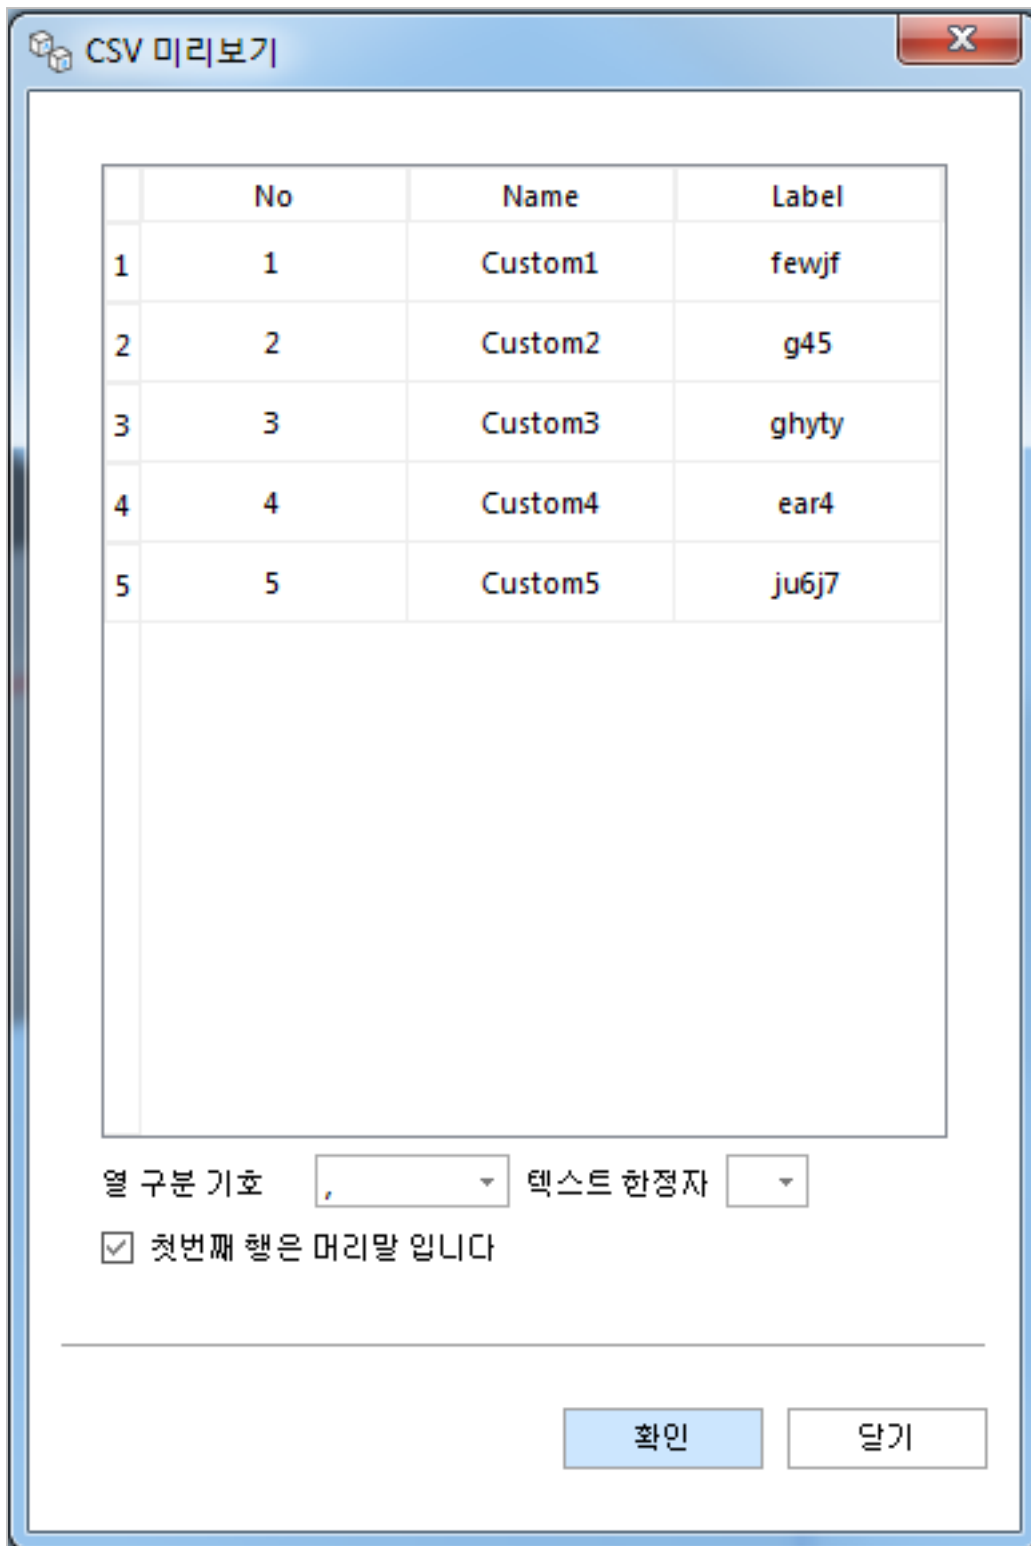 CSV 미리보기
No Name Label
1 1 Custom1 fewjf
2 2 Custom2 g45
3 3 Custom3 ghyty
4 4 Custom4 ear4
5 5 Custom5 ju6j7
열 구분 기호 , 텍스트 한정자
첫번째 행은 머리말 입니다
확인 닫기